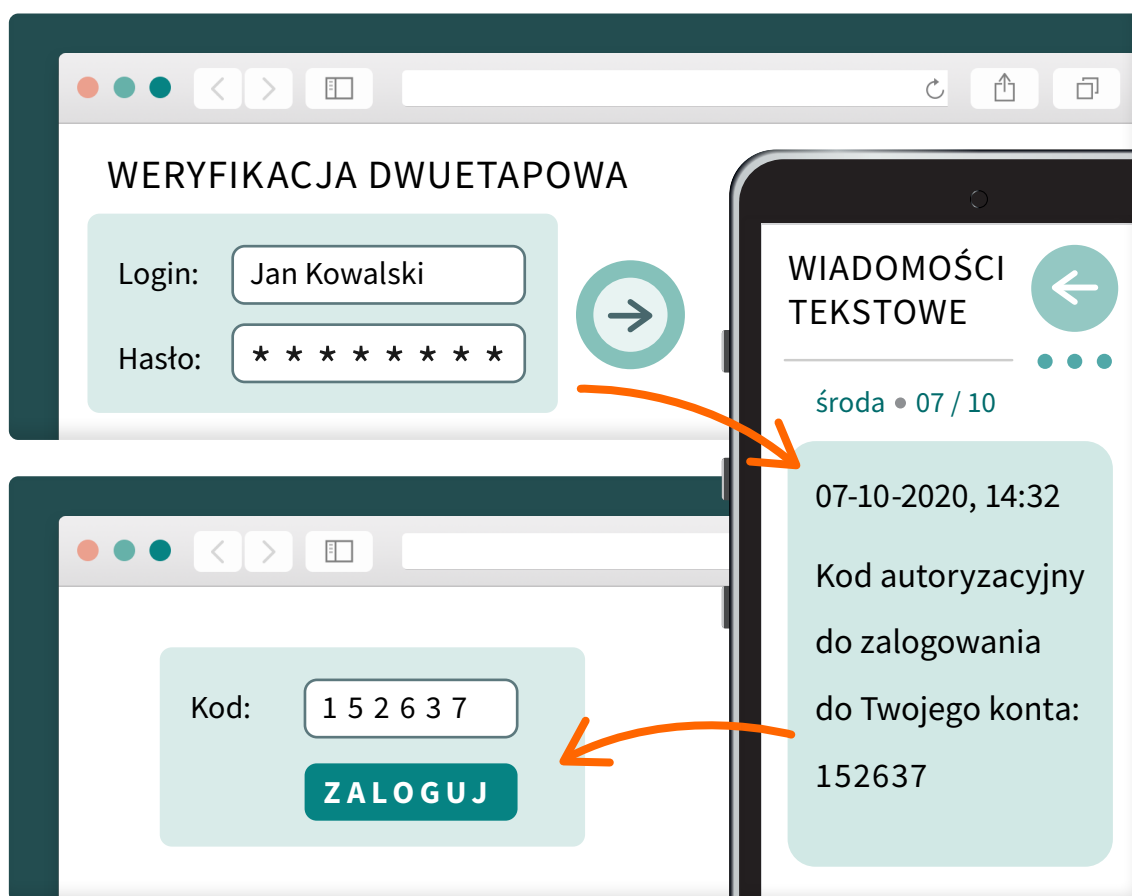 WERYFIKACJA DWUETAPOWA
Login: Jan Kowalski
Hasło: * * * * * * * *
WIADOMOŚCI
TEKSTOWE
środa • 07 / 10
07-10-2020, 14:32
Kod autoryzacyjny
do zalogowania
do Twojego konta:
152637
Kod: 1 5 2 6 3 7
ZALOGUJ